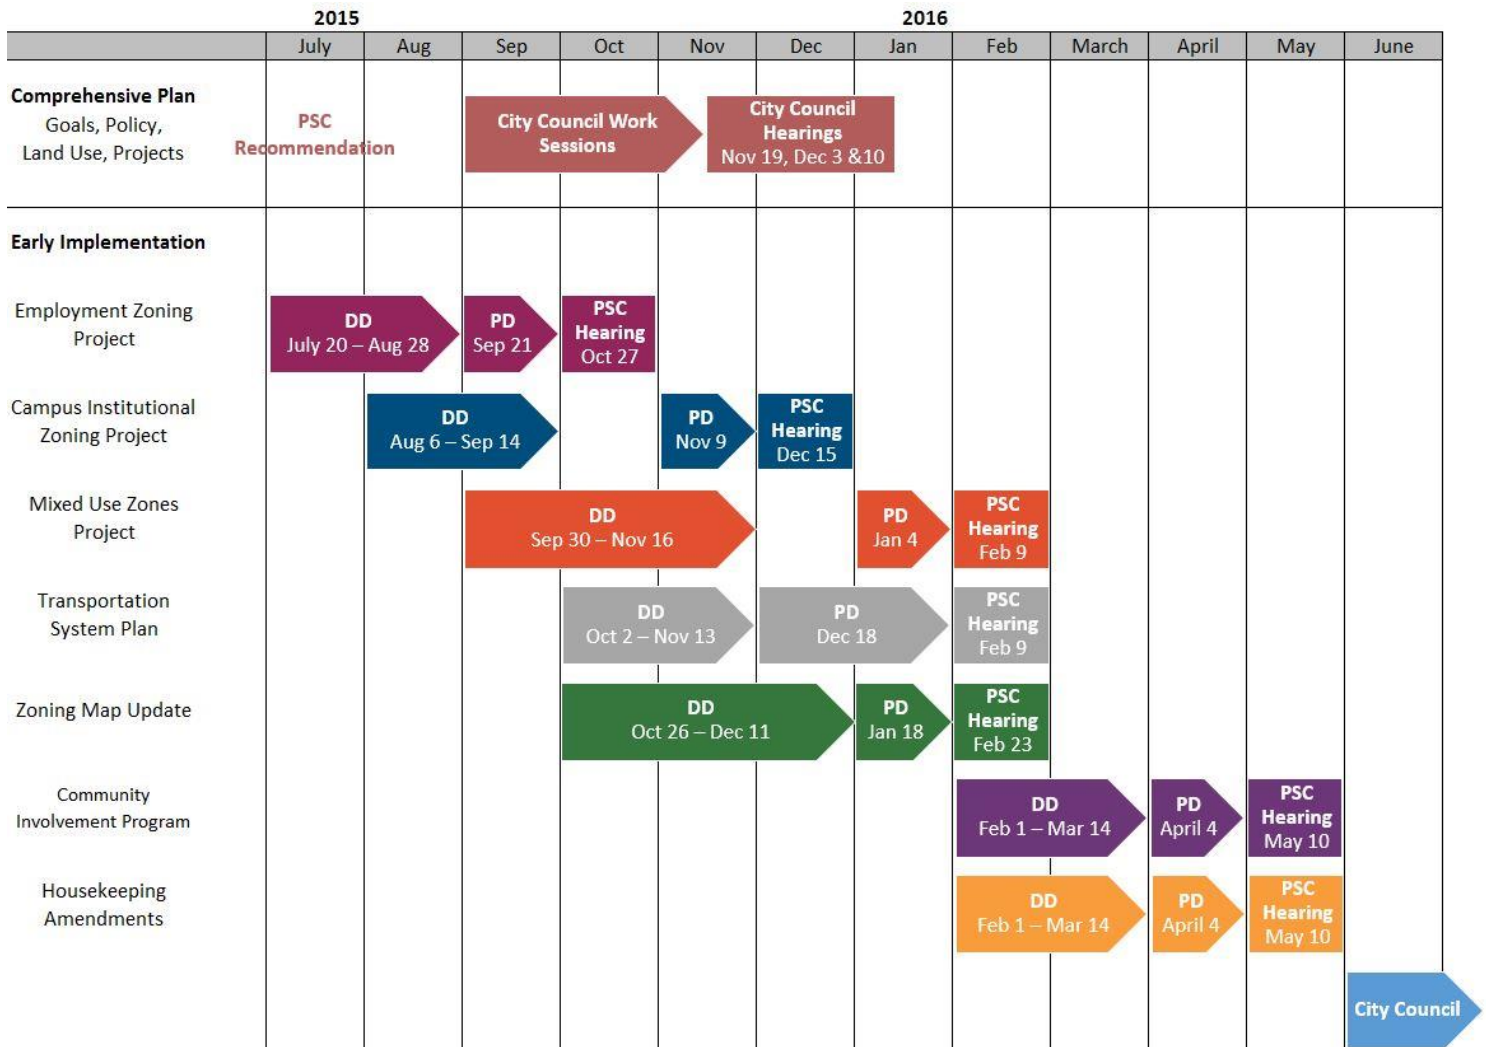 2015
2016
July Aug Sep Oct Nov Dec Jan Feb March April May June
Comprehensive Plan
Goals, Policy,
Land Use, Projects
PSC
Recommendation
City Council Work
Sessions
City Council
Hearings
Nov 19, Dec 3 &10
Early Implementation
Employment Zoning
Project
DD
July 20 – Aug 28
PD
Sep 21
PSC
Hearing
Oct 27
Campus Institutional
Zoning Project
DD
Aug 6 – Sep 14
PD
Nov 9
PSC
Hearing
Dec 15
Mixed Use Zones
Project
DD
Sep 30 – Nov 16
PD
Jan 4
PSC
Hearing
Feb 9
Transportation
System Plan
DD
Oct 2 – Nov 13
PD
Dec 18
PSC
Hearing
Feb 9
Zoning Map Update
DD
Oct 26 – Dec 11
PD
Jan 18
PSC
Hearing
Feb 23
Community
Involvement Program
DD
Feb 1 – Mar 14
PD
April 4
PSC
Hearing
May 10
Housekeeping
Amendments
DD
Feb 1 – Mar 14
PD
April 4
PSC
Hearing
May 10
City Council